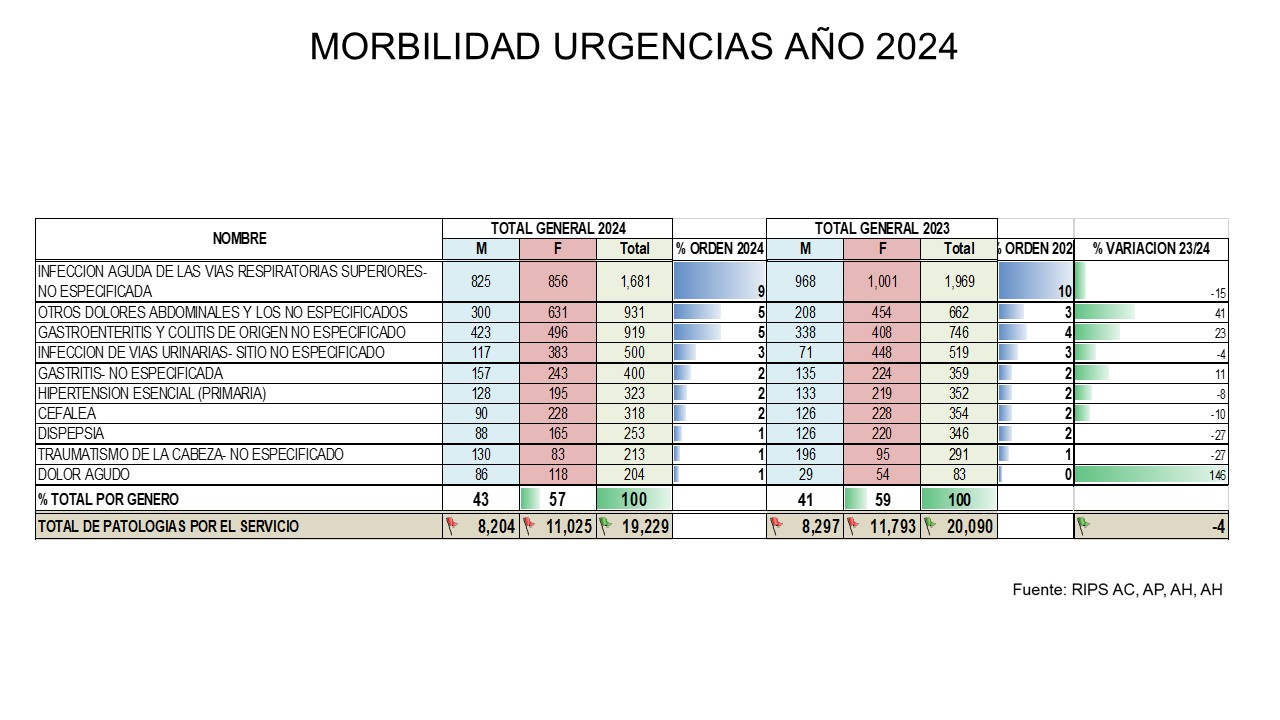 MORBILIDAD URGENCIAS AÑO 2024
NOMBRE TOTAL GENERAL 2024 TOTAL GENERAL 2023
M F Total % ORDEN 2024 M F Total % ORDEN 202 % VARIACION 23/24
INFECCION AGUDA DE LAS VIAS RESPIRATORIAS SUPERIORES-
NO ESPECIFICADA 825 856 1,681 9 968 1,001 1,969 10 -15
OTROS DOLORES ABDOMINALES Y LOS NO ESPECIFICADOS 300 631 931 5 208 454 662 3 41
GASTROENTERITIS Y COLITIS DE ORIGEN NO ESPECIFICADO 423 496 919 5 338 408 746 4 23
INFECCION DE VIAS URINARIAS- SITIO NO ESPECIFICADO 117 383 500 3 71 448 519 3 -4
GASTRITIS- NO ESPECIFICADA 157 243 400 2 135 224 359 2 11
HIPERTENSION ESENCIAL (PRIMARIA) 128 195 323 2 133 219 352 2 -8
CEFALEA 90 228 318 2 126 228 354 2 -10
DISPEPSIA 88 165 253 1 126 220 346 2 -27
TRAUMATISMO DE LA CABEZA- NO ESPECIFICADO 130 83 213 1 196 95 291 1 -27
DOLOR AGUDO 86 118 204 1 29 54 83 0 146
% TOTAL POR GENERO 43 57 100 41 59 100
TOTAL DE PATOLOGIAS POR EL SERVICIO 8,204 11,025 19,229 8,297 11,793 20,090 -4
Fuente: RIPS AC, AP, AH, AH